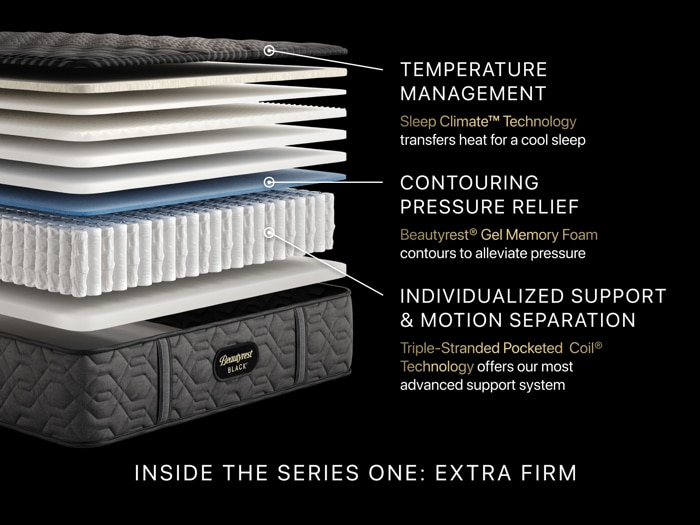 TEMPERATURE
MANAGEMENT
Sleep Climate™ Technology
transfers heat for a cool sleep
CONTOURING
PRESSURE RELIEF
Beautyrest® Gel Memory Foam
contours to alleviate pressure
INDIVIDUALIZED SUPPORT
& MOTION SEPARATION
Triple-Stranded Pocketed Coil®
Technology offers our most
advanced support system
Beautyrest
BLACK®
INSIDE THE SERIES ONE: EXTRA FIRM